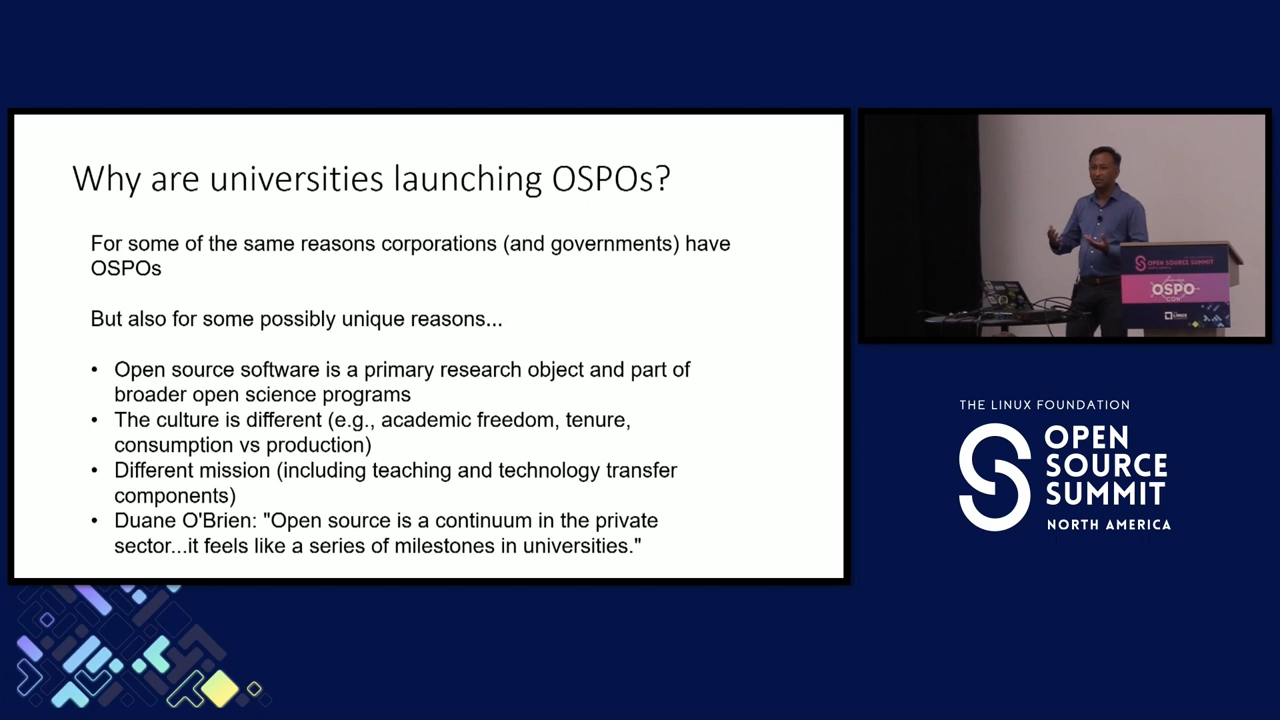 Why are universities launching OSPOs?
For some of the same reasons corporations (and governments) have
OSPOs
But also for some possibly unique reasons...
• Open source software is a primary research object and part of
broader open science programs
• The culture is different (e.g., academic freedom, tenure,
consumption vs production)
• Different mission (including teaching and technology transfer
components)
• Duane O'Brien: "Open source is a continuum in the private
sector...it feels like a series of milestones in universities."
OPEN SOURCE SUMMIT
OSPO
CON
THE LINUX FOUNDATION
OPEN
SOURCE
SUMMIT
NORTH AMERICA